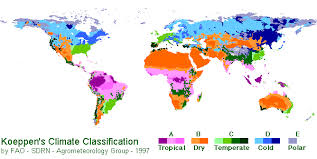 Koeppen's Climate Classification
by FAO - SDRN - Agrometeorology Group - 1997
A B C D E
Tropical Dry Temperate Cold Polar